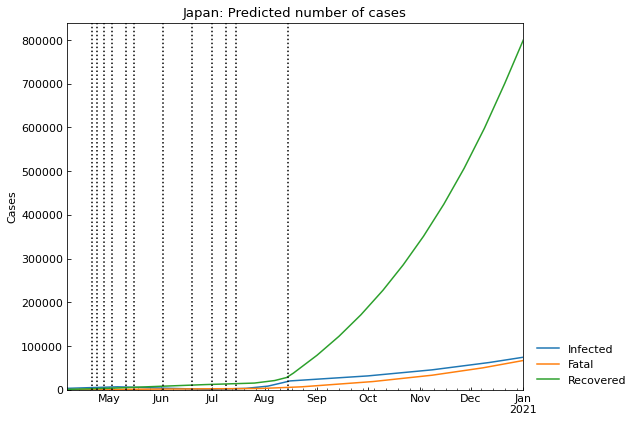 Japan: Predicted number of cases
Cases
800000
700000
600000
500000
400000
300000
200000
100000
0
May Jun Jul Aug Sep Oct Nov Dec Jan
2021
Infected
Fatal
Recovered